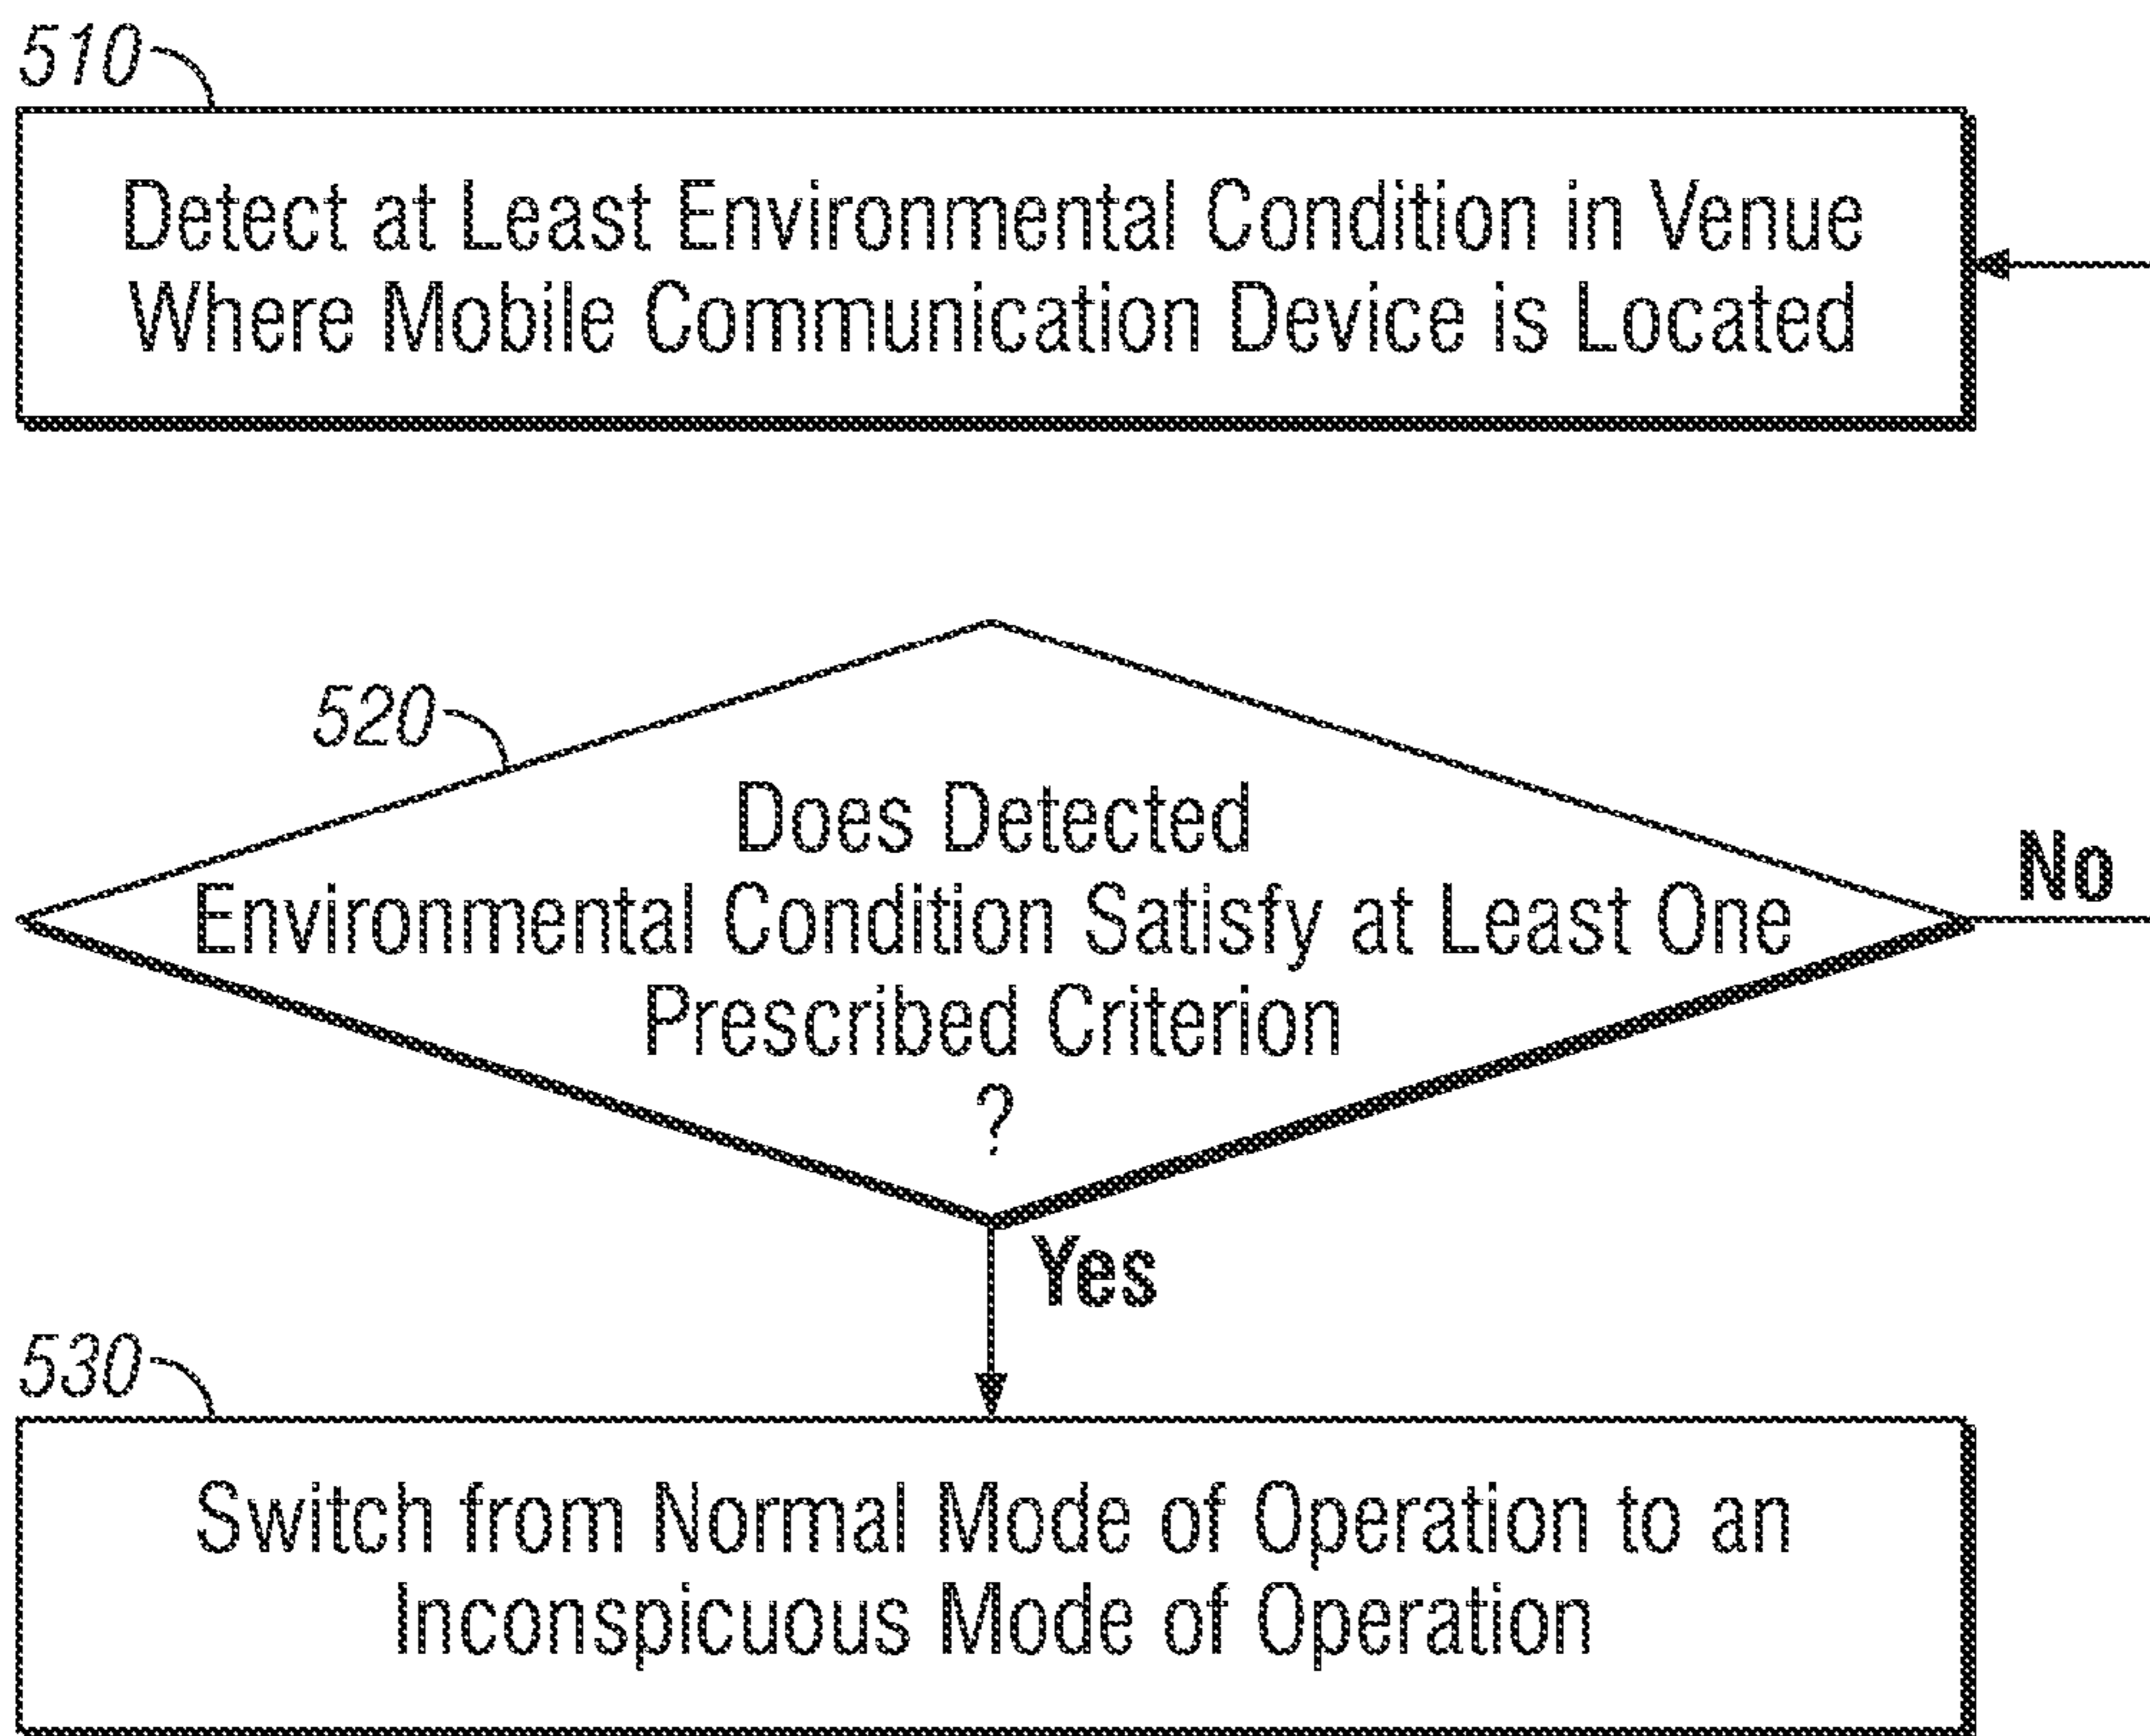 510
Detect at Least Environmental Condition in Venue
Where Mobile Communication Device is Located
520
Does Detected
Environmental Condition Satisfy at Least One
Prescribed Criterion
?
No
Yes
530
Switch from Normal Mode of Operation to an
Inconspicuous Mode of Operation